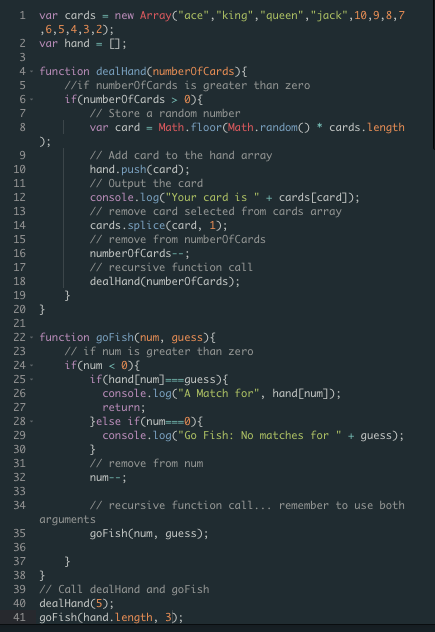 1 var cards = new Array("ace","king","queen","jack",10,9,8,7
,6,5,4,3,2);
2 var hand = [];
3
4 function dealHand(numberOfCards){
5 //if numberOfCards is greater than zero
6 if(numberOfCards > 0){
7 // Store a random number
8 var card = Math.floor(Math.random() * cards.length
);
9 // Add card to the hand array
10 hand.push(card);
11 // Output the card
12 console.log("Your card is " + cards[card]);
13 // remove card selected from cards array
14 cards.splice(card, 1);
15 // remove from numberOfCards
16 numberOfCards--;
17 // recursive function call
18 dealHand(numberOfCards);
19 }
20 }
21
22 function goFish(num, guess){
23 // if num is greater than zero
24 if(num < 0){
25 if(hand[num]===guess){
26 console.log("A Match for", hand[num]);
27 return;
28 }else if(num===0){
29 console.log("Go Fish: No matches for " + guess);
30 }
31 // remove from num
32 num--;
33
34 // recursive function call... remember to use both
arguments
35 goFish(num, guess);
36
37 }
38 }
39 // Call dealHand and goFish
40 dealHand(5);
41 goFish(hand.length, 3);